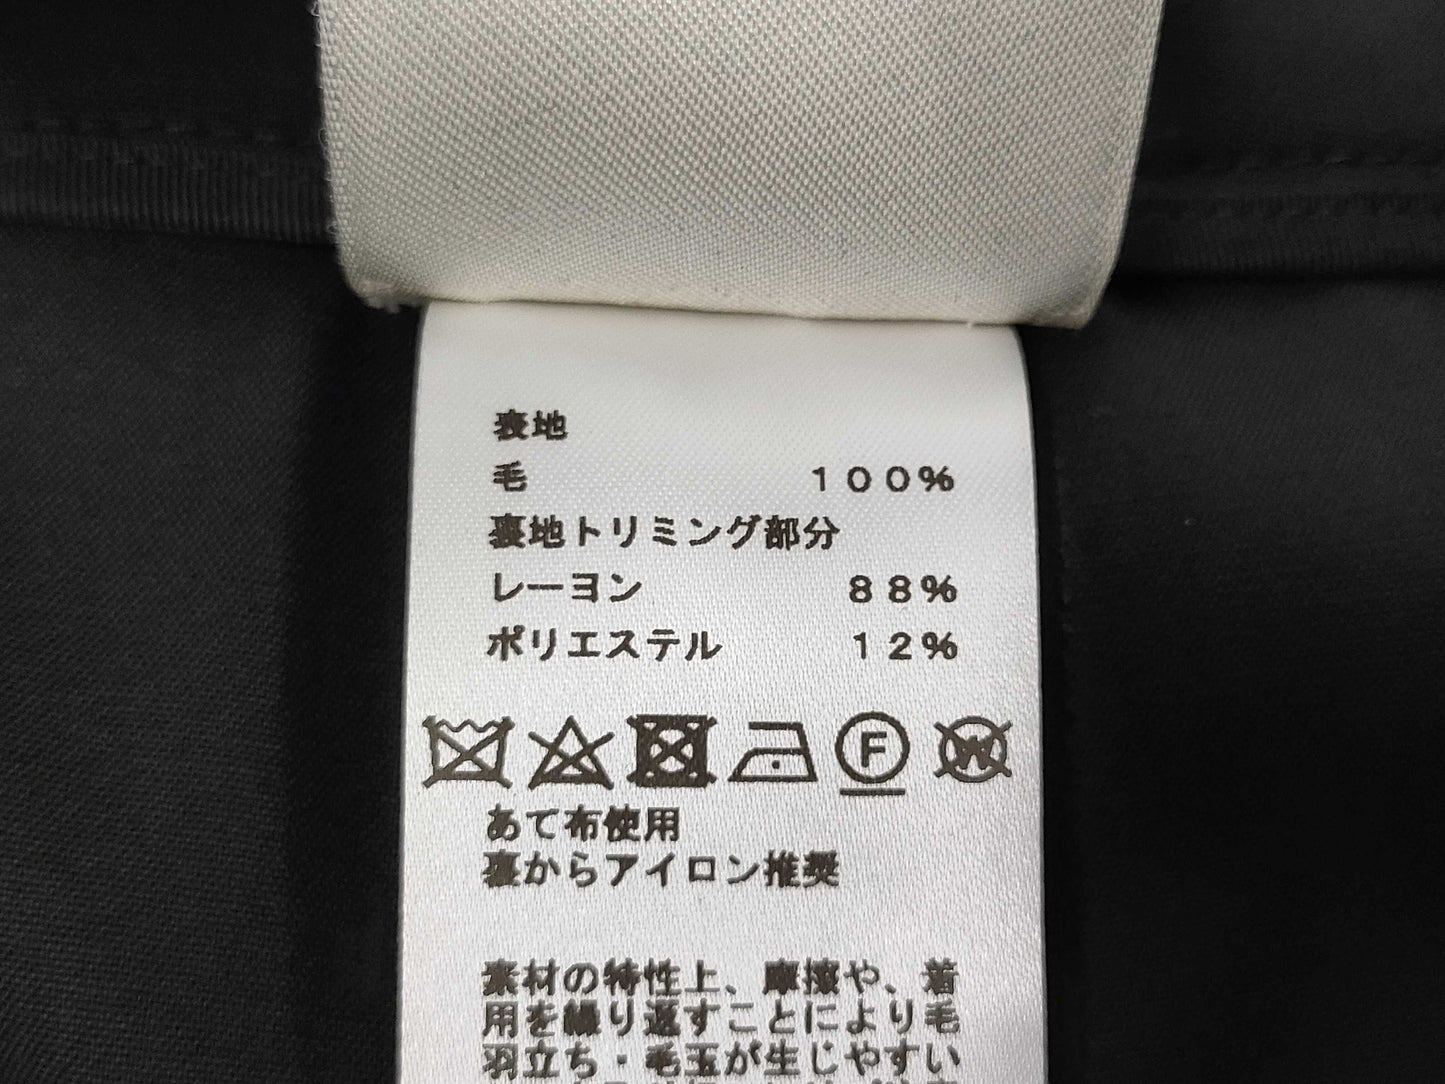 表地
毛 100%
裏地トリミング部分
レーヨン 88%
ポリエステル 12%
F W
あて布使用
裏からアイロン推奨
素材の特性上、摩擦や、着
用を繰り返すことにより毛
羽立ち・毛玉が生じやすい